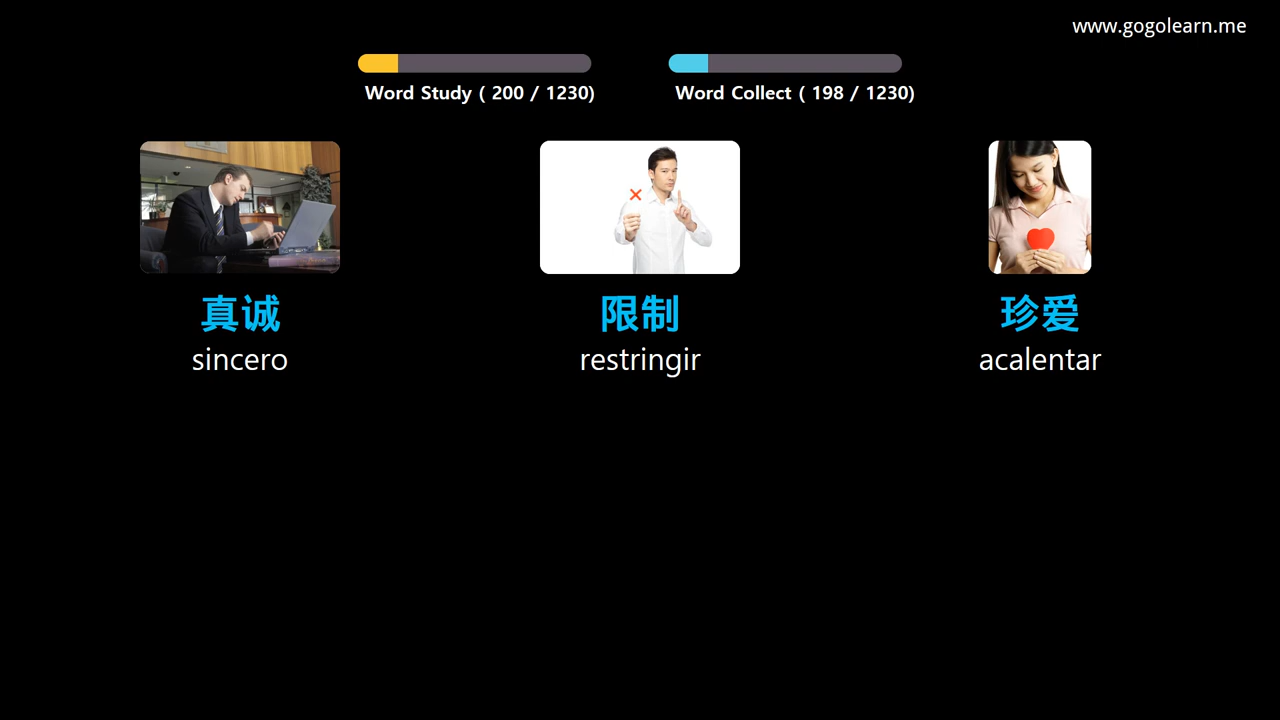 www.gogolearn.me
Word Study ( 200 / 1230)
Word Collect ( 198 / 1230)
真诚
sincero
限制
restringir
珍爱
acalentar